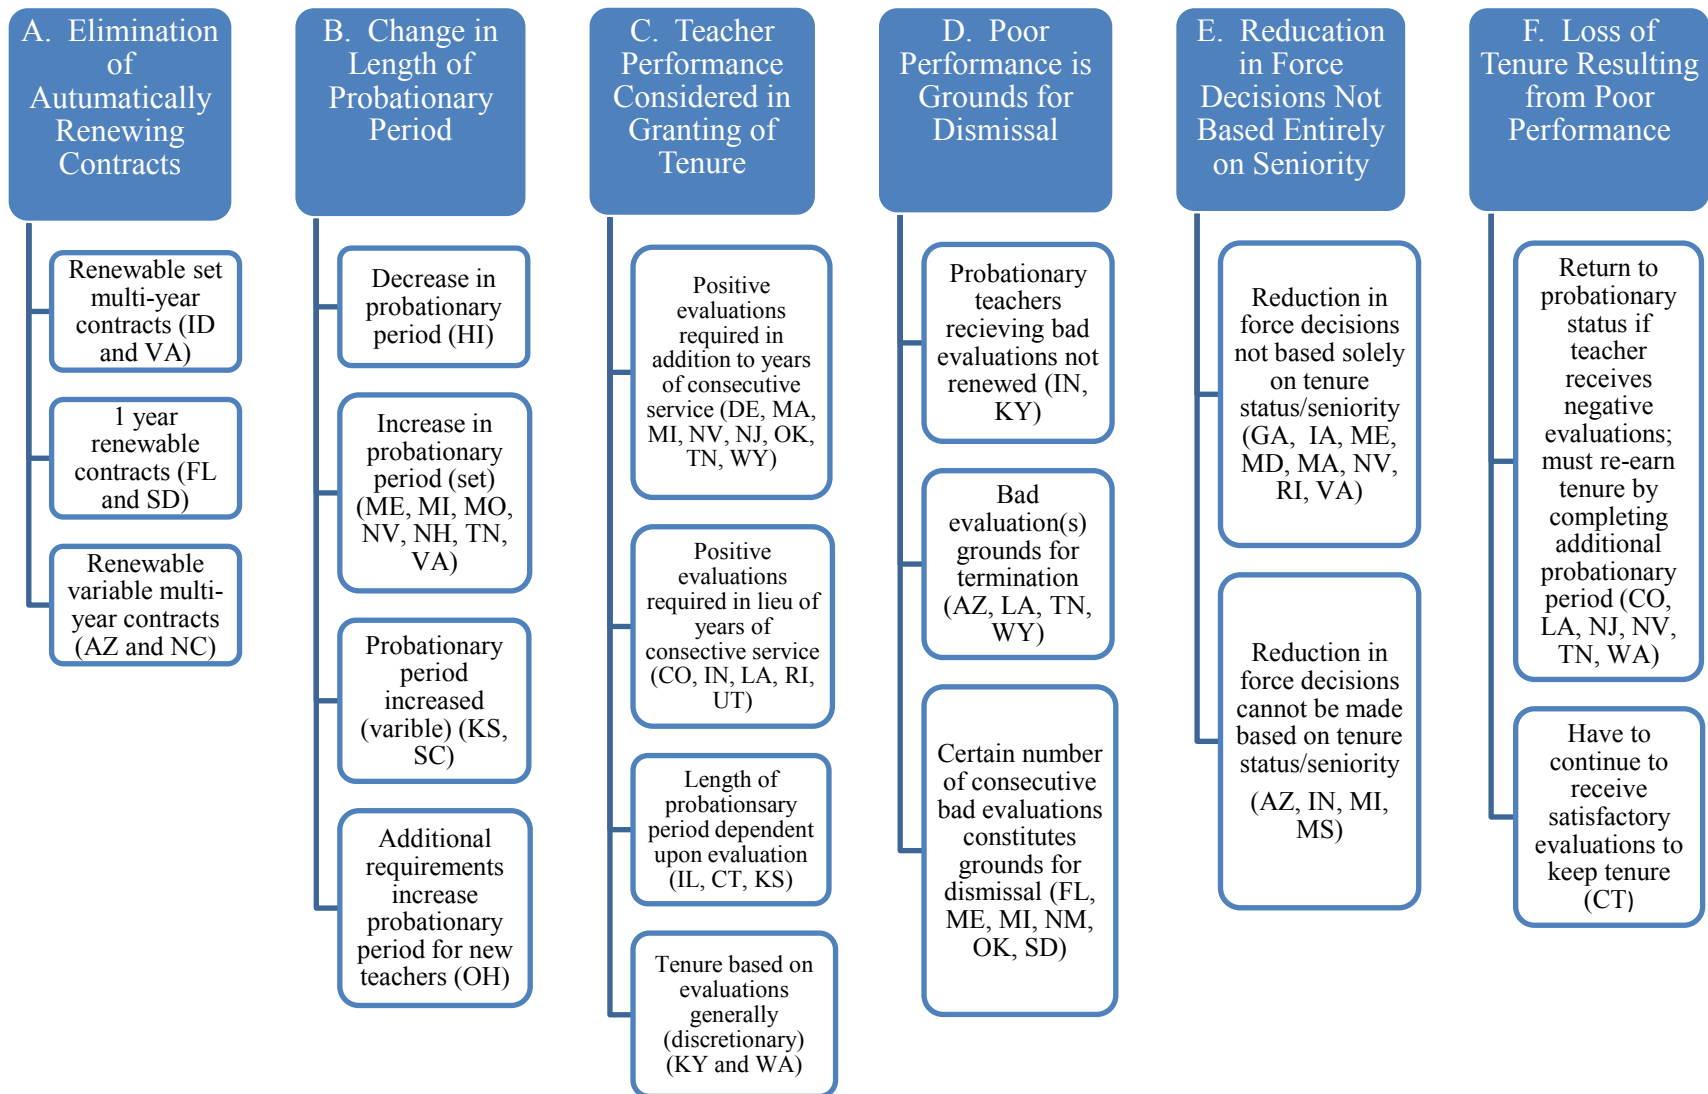 A. Elimination
of
Autumatically
Renewing
Contracts
Renewable set
multi-year
contracts (ID
and VA)
1 year
renewable
contracts (FL
and SD)
Renewable
variable multi-
year contracts
(AZ and NC)
B. Change in
Length of
Probationary
Period
Decrease in
probationary
period (HI)
Increase in
probationary
period (set)
(ME, MI, MO,
NV, NH, TN,
VA)
Probationary
period
increased
(varible) (KS,
SC)
Additional
requirements
increase
probationary
period for new
teachers (OH)
C. Teacher
Performance
Considered in
Granting of
Tenure
Positive
evaluations
required in
addition to years
of consecutive
service (DE, MA,
MI, NV, NJ, OK,
TN, WY)
Positive
evaluations
required in lieu of
years of
consective service
(CO, IN, LA, RI,
UT)
Length of
probationsary
period dependent
upon evaluation
(IL, CT, KS)
Tenure based on
evaluations
generally
(discretionary)
(KY and WA)
D. Poor
Performance is
Grounds for
Dismissal
Probationary
teachers
recieving bad
evaluations not
renewed (IN,
KY)
Bad
evaluation(s)
grounds for
termination
(AZ, LA, TN,
WY)
Certain number
of consecutive
bad evaluations
constitutes
grounds for
dismissal (FL,
ME, MI, NM,
OK, SD)
E. Reducation
in Force
Decisions Not
Based Entirely
on Seniority
Reduction in
force decisions
not based solely
on tenure
status/seniority
(GA, IA, ME,
MD, MA, NV,
RI, VA)
Reduction in
force decisions
cannot be made
based on tenure
status/seniority
(AZ, IN, MI,
MS)
F. Loss of
Tenure Resulting
from Poor
Performance
Return to
probationary
status if
teacher
receives
negative
evaluations;
must re-earn
tenure by
completing
additional
probationary
period (CO,
LA, NJ, NV,
TN, WA)
Have to
continue to
receive
satisfactory
evaluations to
keep tenure
(CT)